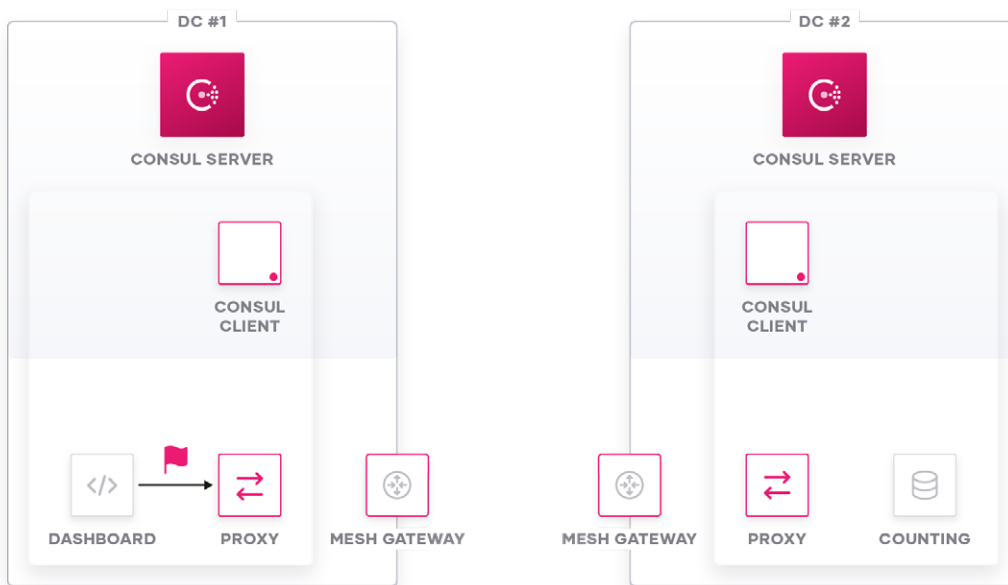 DC #1
CONSUL SERVER
CONSUL
CLIENT
DASHBOARD
PROXY
MESH GATEWAY
DC #2
CONSUL SERVER
CONSUL
CLIENT
MESH GATEWAY
PROXY
COUNTING